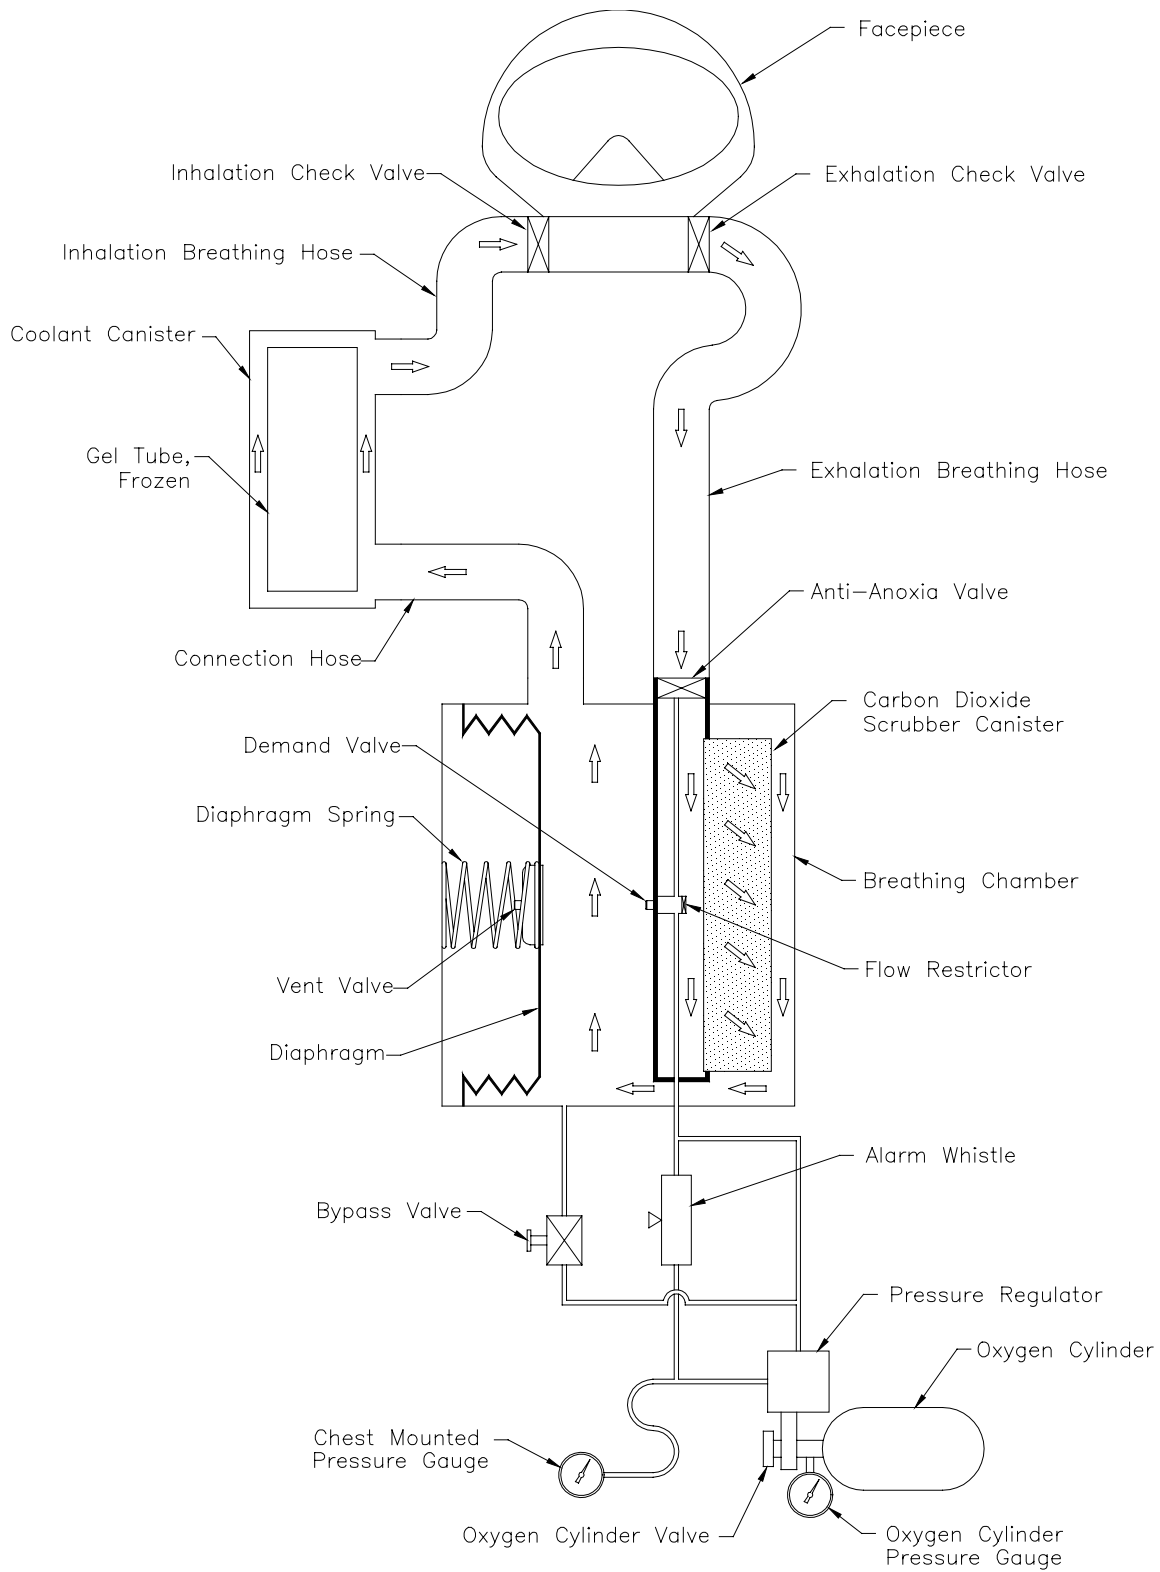 Facepiece
Inhalation Check Valve
Exhalation Check Valve
Inhalation Breathing Hose
Coolant Canister
Gel Tube,
Frozen
Exhalation Breathing Hose
Anti-Anoxia Valve
Connection Hose
Carbon Dioxide
Scrubber Canister
Demand Valve
Diaphragm Spring
Breathing Chamber
Flow Restrictor
Vent Valve
Diaphragm
Alarm Whistle
Bypass Valve
Pressure Regulator
Oxygen Cylinder
Chest Mounted
Pressure Gauge
Oxygen Cylinder Valve
Oxygen Cylinder
Pressure Gauge